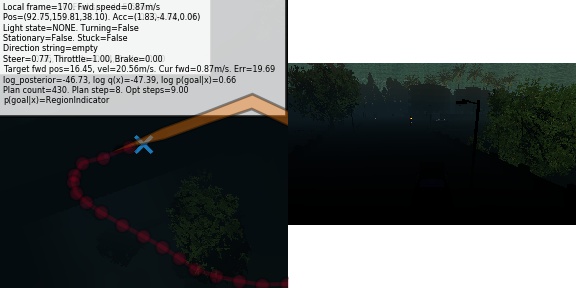 Local frame=170: Fwd speed=0.87m/s
Pos=(92.75,159.81,38.10). Acc=(1.83,-4.74,0.06)
Light state=NONE. Turning=False
Stationary=False. Stuck=False
Direction string=empty
Steer=0.77, Throttle=1.00, Brake=0.00
Target fwd pos=16.45, vel=20.56m/s. Cur fwd=0.87m/s. Err=19.69
log_posterior=-46.73, log q(x)=-47.39, log p(goal|x)=0.66
Plan count=430. Plan step=8. Opt steps=9.00
p(goal|x)=RegionIndicator